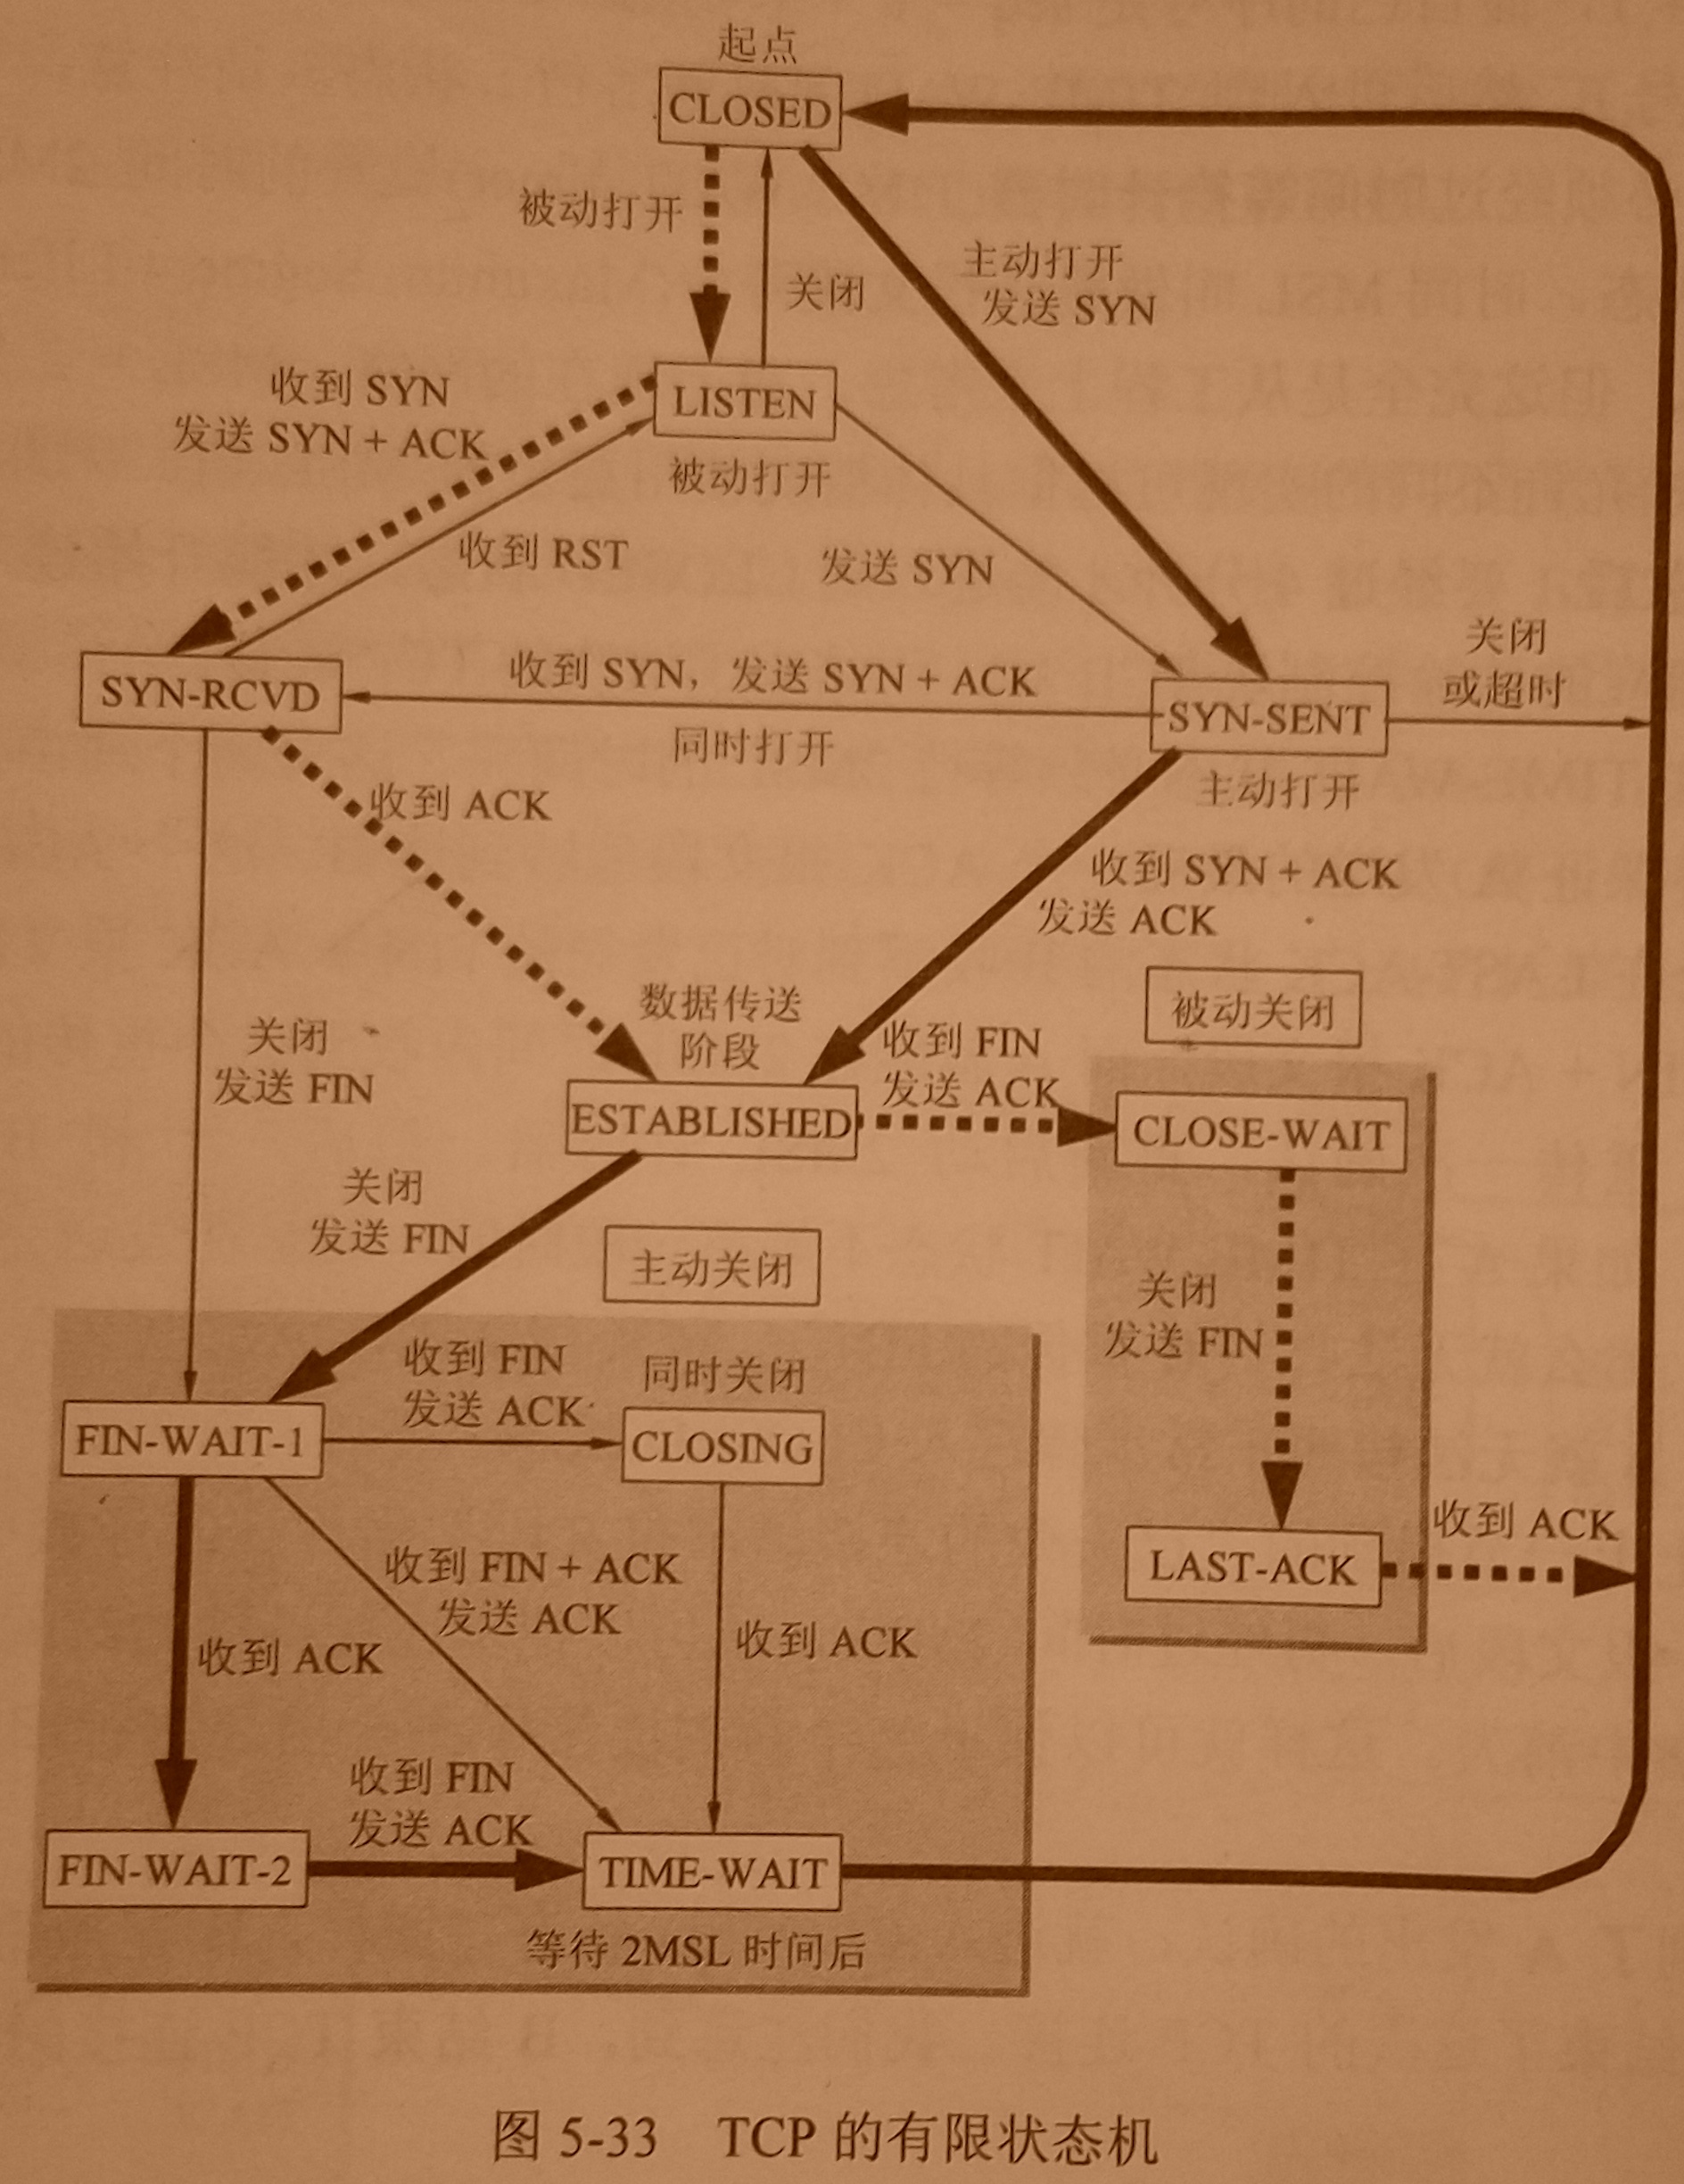 起点
CLOSED
被动打开
主动打开
发送 SYN
关闭
收到 SYN
发送 SYN + ACK
LISTEN
被动打开
收到 RST
发送 SYN
关闭
或超时
SYN-RCVD
收到 SYN，发送 SYN + ACK
同时打开
SYN-SENT
主动打开
收到 ACK
收到 SYN + ACK
发送 ACK
数据传送
阶段
被动关闭
关闭
发送 FIN
收到 FIN
发送 ACK
ESTABLISHED
CLOSE-WAIT
关闭
发送 FIN
主动关闭
关闭
发送 FIN
收到 FIN
发送 ACK
同时关闭
FIN-WAIT-1
CLOSING
收到 ACK
LAST-ACK
收到 FIN + ACK
发送 ACK
收到 ACK
收到 ACK
收到 FIN
发送 ACK
FIN-WAIT-2
TIME-WAIT
等待 2MSL 时间后
图 5-33 TCP 的有限状态机